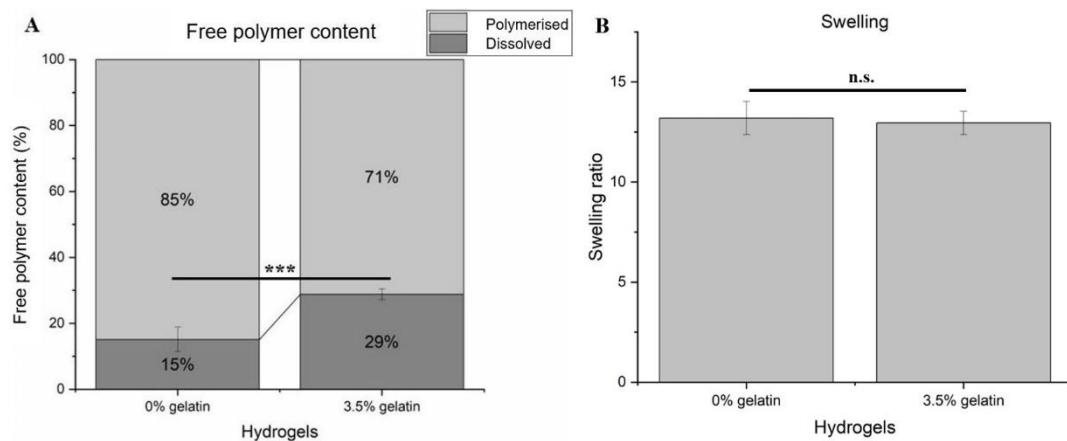 A
Free polymer content
Polymerised
Dissolved
100
80
60
40
20
0
Free polymer content (%)
85%
71%
***
15%
29%
0% gelatin
3.5% gelatin
Hydrogels
B
Swelling
n.s.
15
10
5
0
Swelling ratio
0% gelatin
3.5% gelatin
Hydrogels